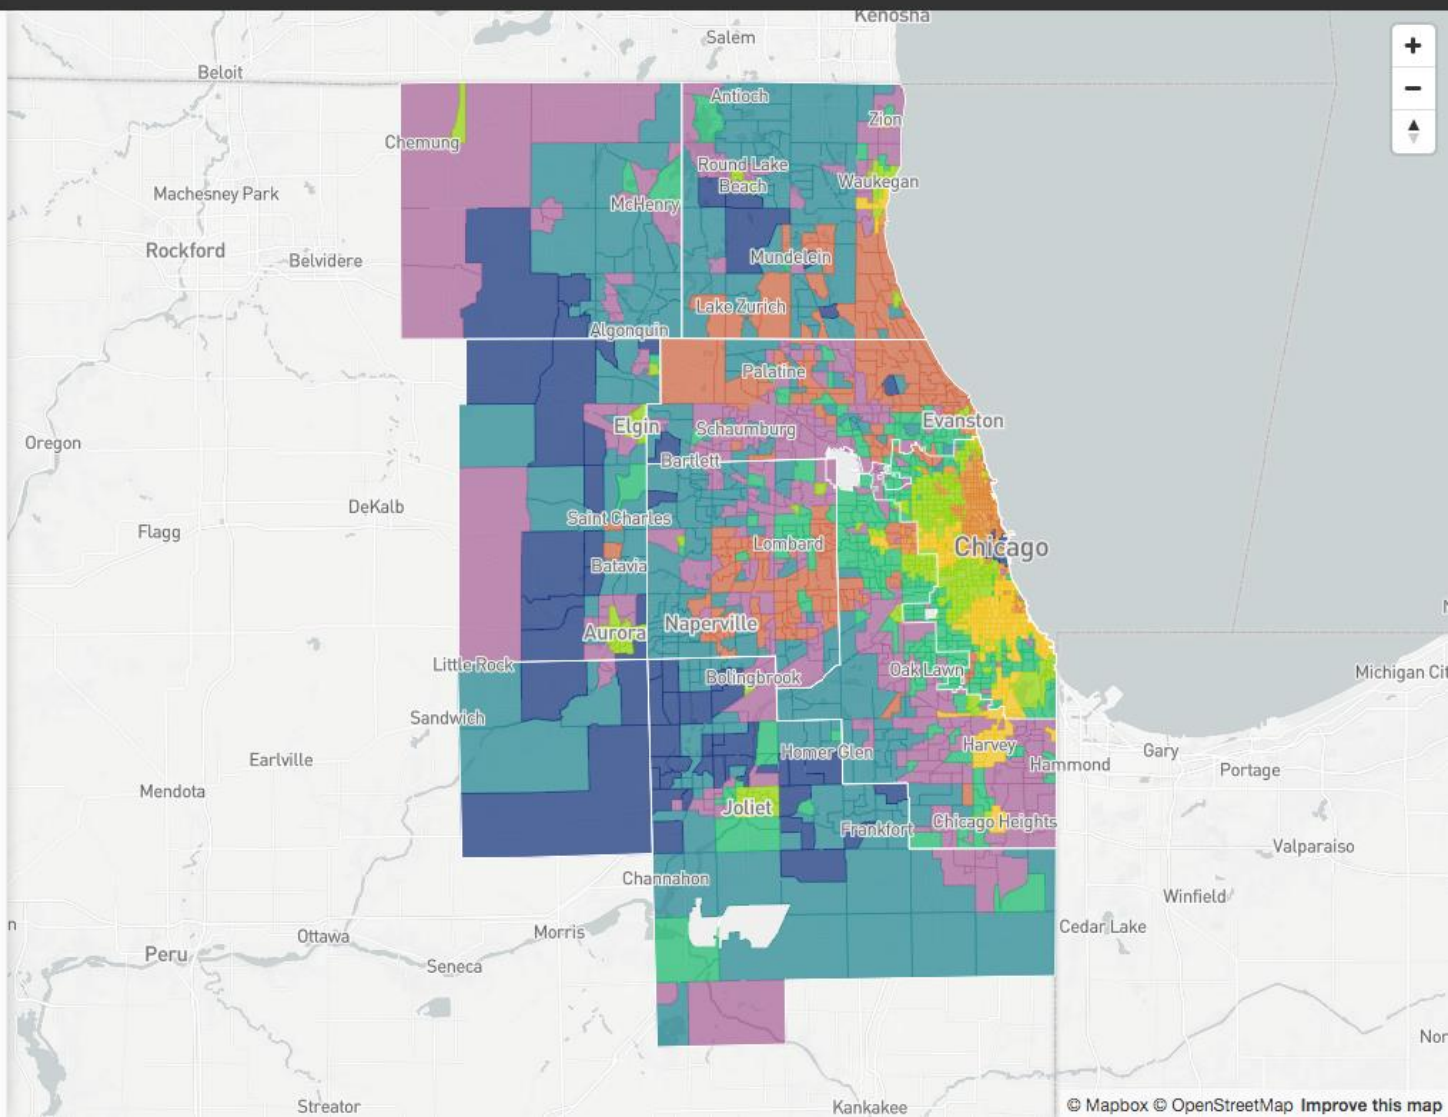 Kenosha
Salem
+
Beloit
−
Antioch
Zion
Chemung
Round Lake
Beach
Waukegan
Machesney Park
McHenry
Rockford
Belvidere
Mundelein
Lake Zurich
Algonquin
Palatine
Evanston
Elgin
Schaumburg
Oregon
Bartlett
DeKalb
Saint Charles
Flagg
Lombard
Chicago
Batavia
Aurora
Naperville
Little Rock
Oak Lawn
Michigan Cit
Bolingbrook
Sandwich
Homer Glen
Harvey
Gary
Earlville
Hammond
Portage
Mendota
Joliet
Frankfort
Chicago Heights
Valparaiso
Channahon
Winfield
n
Ottawa
Morris
Cedar Lake
Peru
Seneca
Nor
Streator
Kankakee
© Mapbox © OpenStreetMap Improve this map